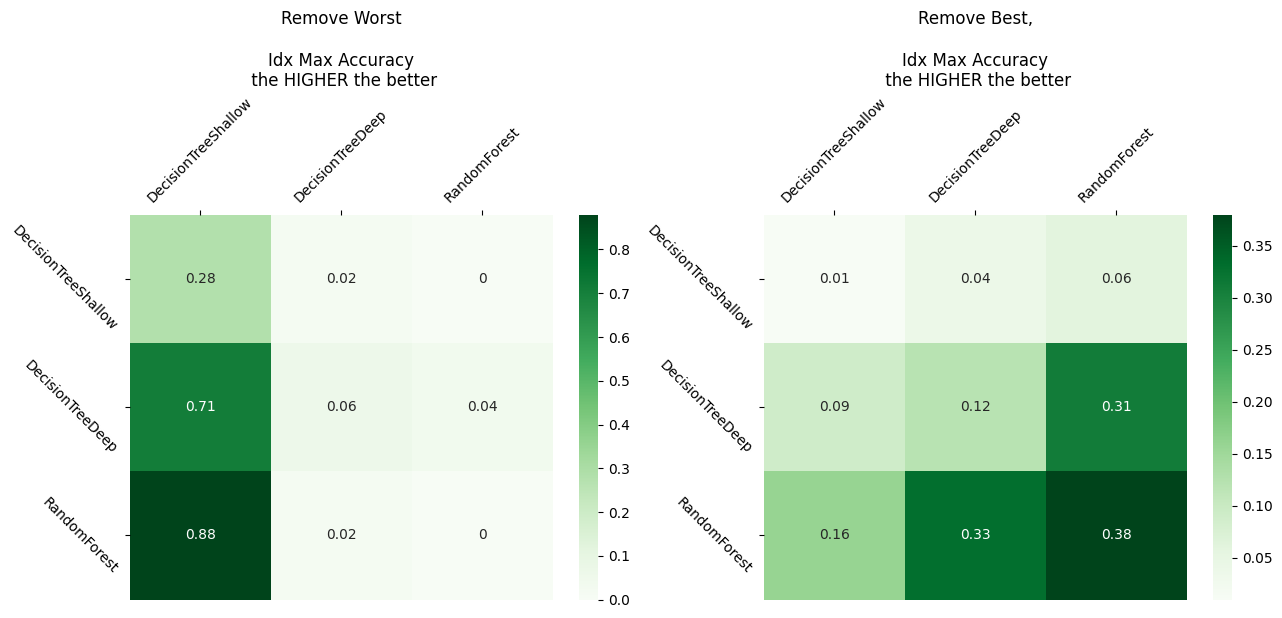 Remove Worst
Idx Max Accuracy
the HIGHER the better
DecisionTreeShallow
DecisionTreeDeep
RandomForest
DecisionTreeShallow
0.28
0.02
0
DecisionTreeDeep
0.71
0.06
0.04
RandomForest
0.88
0.02
0
0.8
0.7
0.6
0.5
0.4
0.3
0.2
0.1
0.0
Remove Best,
Idx Max Accuracy
the HIGHER the better
DecisionTreeShallow
DecisionTreeDeep
RandomForest
DecisionTreeShallow
0.01
0.04
0.06
DecisionTreeDeep
0.09
0.12
0.31
RandomForest
0.16
0.33
0.38
0.35
0.30
0.25
0.20
0.15
0.10
0.05